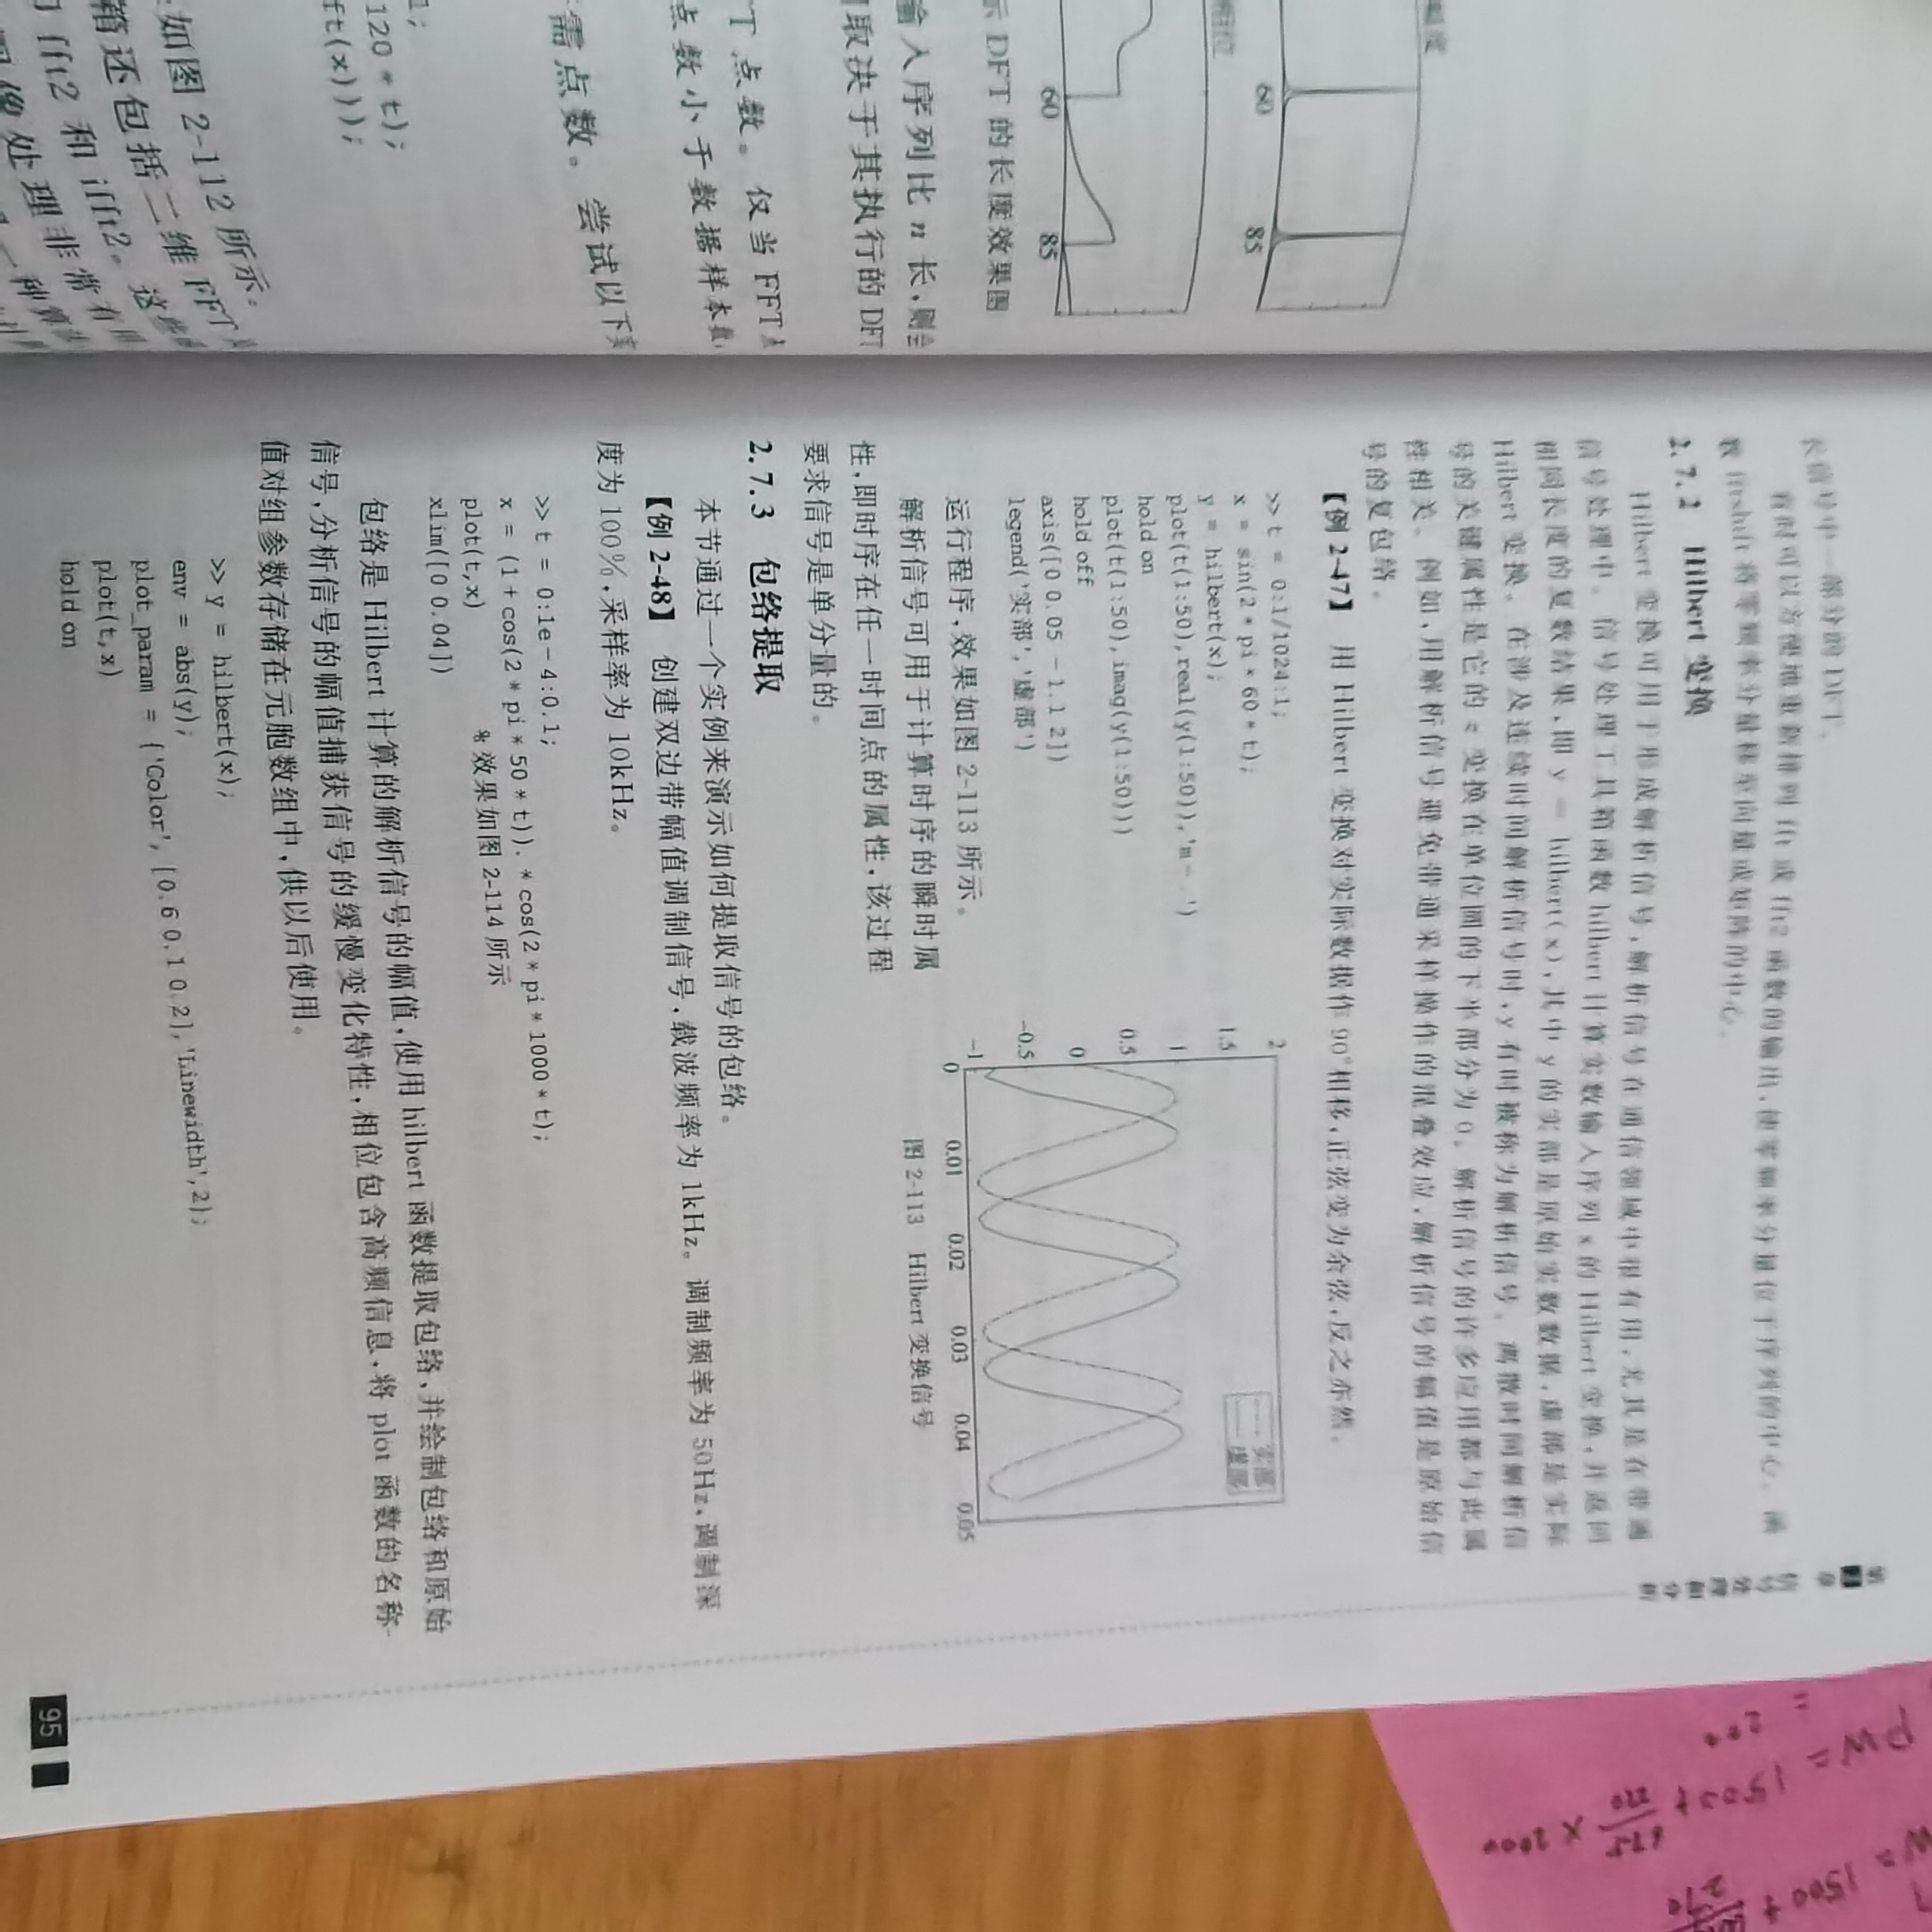 幅度
60
85
相位
60
85
示 DFT 的长度效果图
输入序列比 n 长,则
取决于其执行的 DFT
T 点数。仅当 FFT
点数小于数据样本
需点数。尝试以下
1;
120 * t);
ft(x)));
如图 2-112 所示:
箱还包括二维 FFT
fft2 和 ifft2。这些
图像处理非常有用
第 2 章
信号处理和分析
长信号中一部分的 DFT。
有时可以方便地重新排列 fft 或 fft2 函数的输出,使零频率分量位于序列的中心。函
数 fftshift 将零频率分量移至向量或矩阵的中心。
2.7.2 Hilbert 变换
Hilbert 变换可用于形成解析信号,解析信号在通信领域中很有用,尤其是在带通
信号处理中。信号处理工具箱函数 hilbert 计算实数输入序列 x 的 Hilbert 变换,并返回
相同长度的复数结果,即 y = hilbert(x),其中 y 的实部是原始实数数据,虚部是实际
Hilbert 变换。在涉及连续时间解析信号时,y 有时被称为解析信号。离散时间解析信
号的关键属性是它的 z 变换在单位圆的下半部分为 0。解析信号的许多应用都与此属
性相关。例如,用解析信号避免带通采样操作的混叠效应,解析信号的幅值是原始信
号的复包络。
【例 2-47】 用 Hilbert 变换对实际数据作 90°相移,正弦变为余弦,反之亦然。
>> t = 0:1/1024:1;
x = sin(2 * pi * 60 * t);
y = hilbert(x);
plot(t(1:50),real(y(1:50)),'m-.')
hold on
plot(t(1:50),imag(y(1:50)))
hold off
axis([0 0.05 -1.1 2])
legend('实部','虚部')
运行程序,效果如图 2-113 所示。
解析信号可用于计算时序的瞬时属
性,即时序在任一时间点的属性,该过程
要求信号是单分量的。
2
1.5
1
0.5
0
-0.5
-1
实部
虚部
0 0.01 0.02 0.03 0.04 0.05
图 2-113 Hilbert 变换信号
2.7.3 包络提取
本节通过一个实例来演示如何提取信号的包络。
【例 2-48】 创建双边带幅值调制信号,载波频率为 1kHz。调制频率为 50Hz,调制深
度为 100%,采样率为 10kHz。
>> t = 0:1e-4:0.1;
x = (1 + cos(2 * pi * 50 * t)). * cos(2 * pi * 1000 * t);
plot(t,x) % 效果如图 2-114 所示
xlim([0 0.04])
包络是 Hilbert 计算的解析信号的幅值,使用 hilbert 函数提取包络,并绘制包络和原始
信号,分析信号的幅值捕获信号的缓慢变化特性,相位包含高频信息,将 plot 函数的名称-
值对组参数存储在元胞数组中,供以后使用。
>> y = hilbert(x);
env = abs(y);
plot_param = {'Color', [0.6 0.1 0.2],'Linewidth',2};
plot(t,x)
hold on
95
PW = 1500 +
× 2000
1500 +